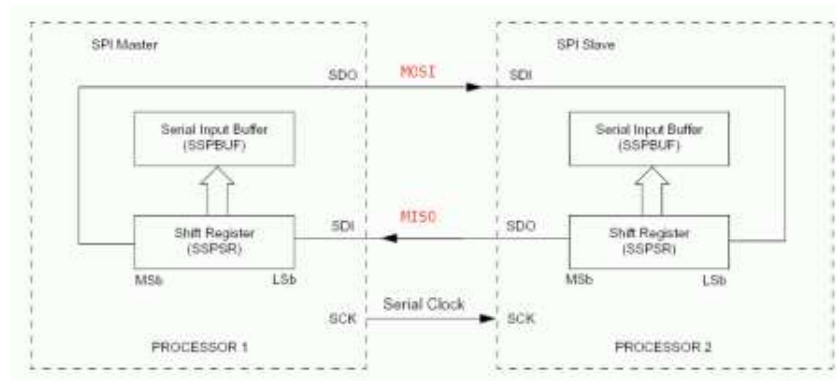 SPI Master
SPI Slave
SDO
MOSI
SDI
Serial Input Buffer
(SSPBUF)
Serial Input Buffer
(SSPBUF)
SDI
MISO
SDO
Shift Register
(SSPSR)
Shift Register
(SSPSR)
MSb
LSb
MSb
LSb
SCK
Serial Clock
SCK
PROCESSOR 1
PROCESSOR 2